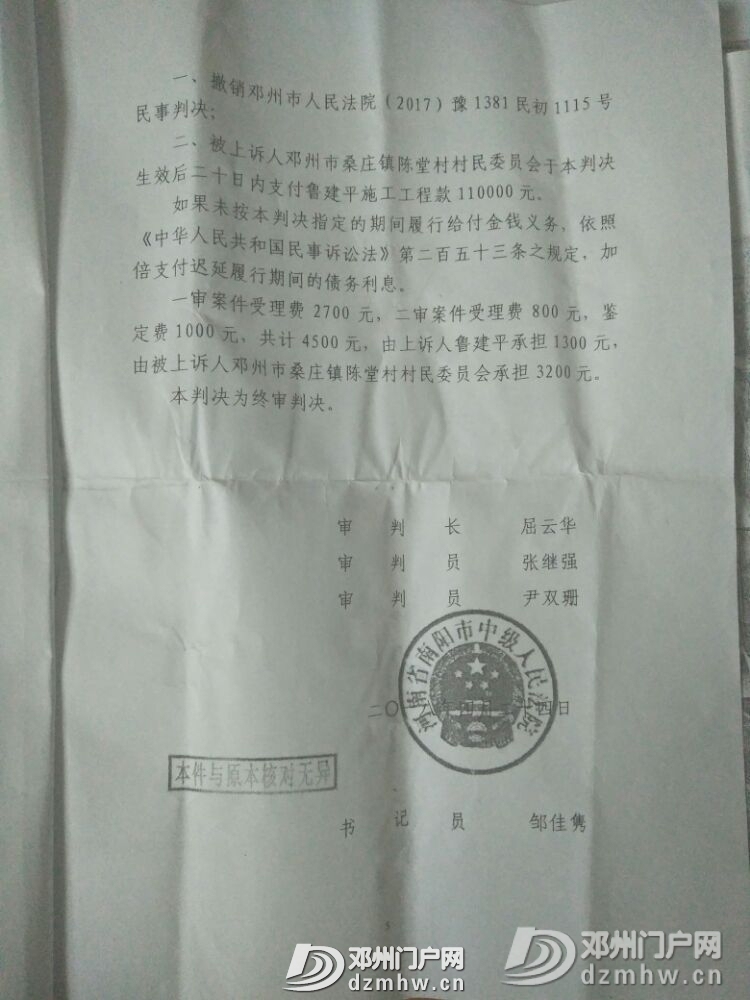 一、撤销邓州市人民法院（2017）豫1381民初1115号
民事判决；
二、被上诉人邓州市桑庄镇陈堂村村民委员会于本判决
生效后二十日内支付鲁建平施工工程款110000元。
如果未按本判决指定的期间履行给付金钱义务，依照
《中华人民共和国民事诉讼法》第二百五十三条之规定，加
倍支付迟延履行期间的债务利息。
一审案件受理费2700元，二审案件受理费800元，鉴
定费1000元，共计4500元，由上诉人鲁建平承担1300元，
由被上诉人邓州市桑庄镇陈堂村村民委员会承担3200元。
本判决为终审判决。
审判长 屈云华
审判员 张继强
审判员 尹双珊
河南省南阳市中级人民法院
二〇 年四月 四日
本件与原本核对无异
书记员 邹佳隽
5
邓州门户网
dzmhw.cn
邓州门户网
dzmhw.cn